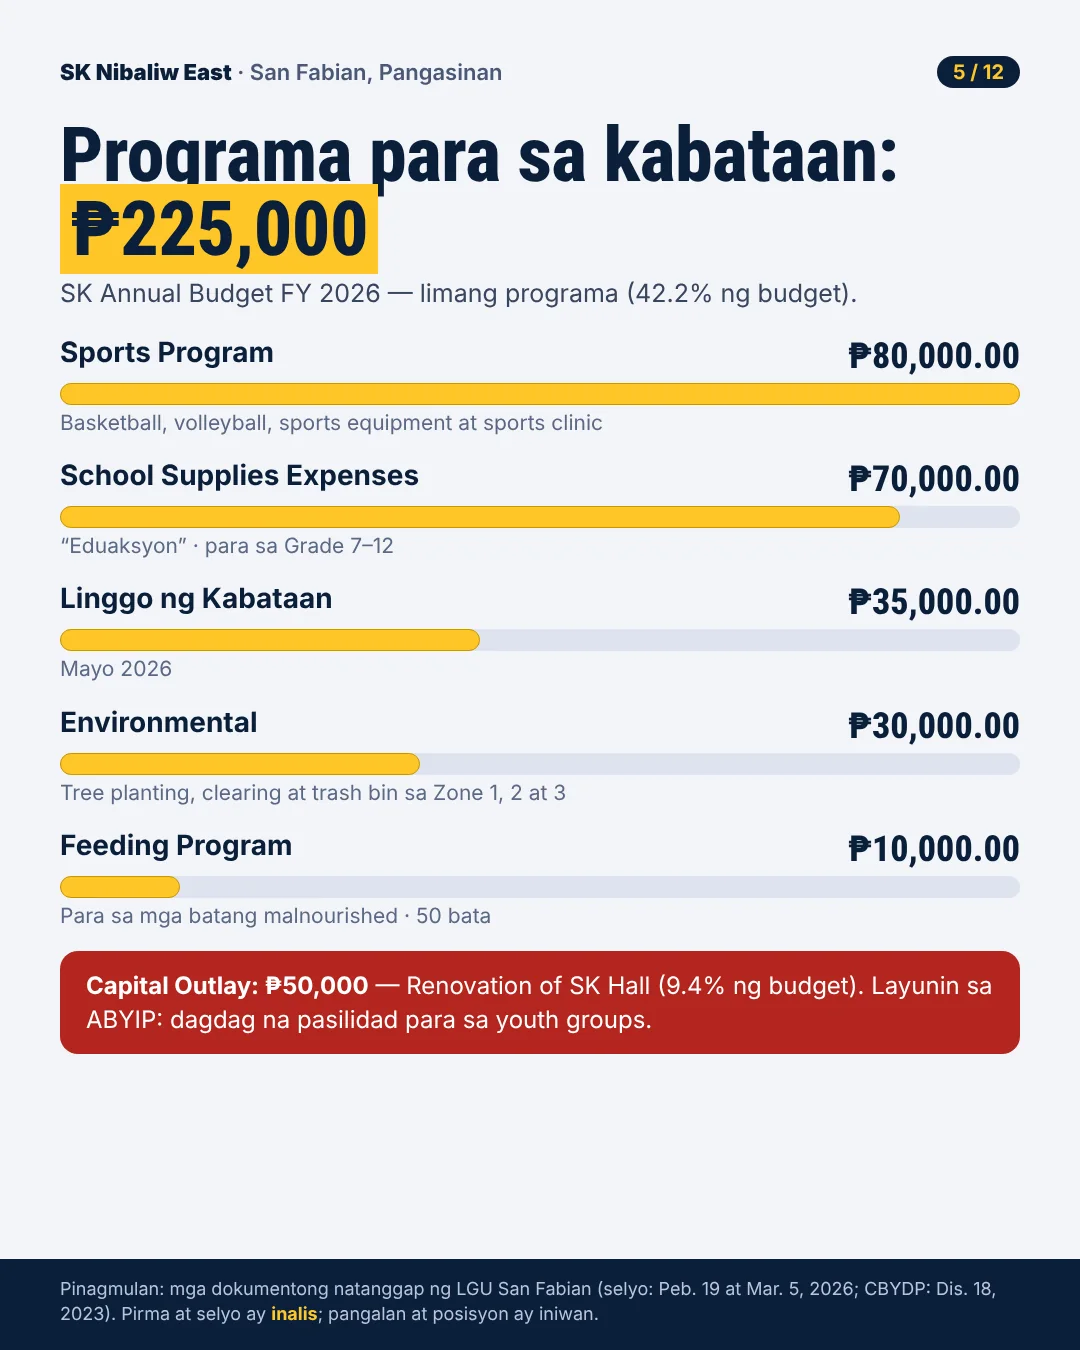 SK Nibaliw East · San Fabian, Pangasinan
5 / 12
Programa para sa kabataan:
₱225,000
SK Annual Budget FY 2026 — limang programa (42.2% ng budget).
Sports Program
₱80,000.00
Basketball, volleyball, sports equipment at sports clinic
School Supplies Expenses
₱70,000.00
“Eduaksyon” · para sa Grade 7–12
Linggo ng Kabataan
₱35,000.00
Mayo 2026
Environmental
₱30,000.00
Tree planting, clearing at trash bin sa Zone 1, 2 at 3
Feeding Program
₱10,000.00
Para sa mga batang malnourished · 50 bata
Capital Outlay: ₱50,000 — Renovation of SK Hall (9.4% ng budget). Layunin sa
ABYIP: dagdag na pasilidad para sa youth groups.
Pinagmulan: mga dokumentong natanggap ng LGU San Fabian (selyo: Peb. 19 at Mar. 5, 2026; CBYDP: Dis. 18,
2023). Pirma at selyo ay inalis; pangalan at posisyon ay iniwan.